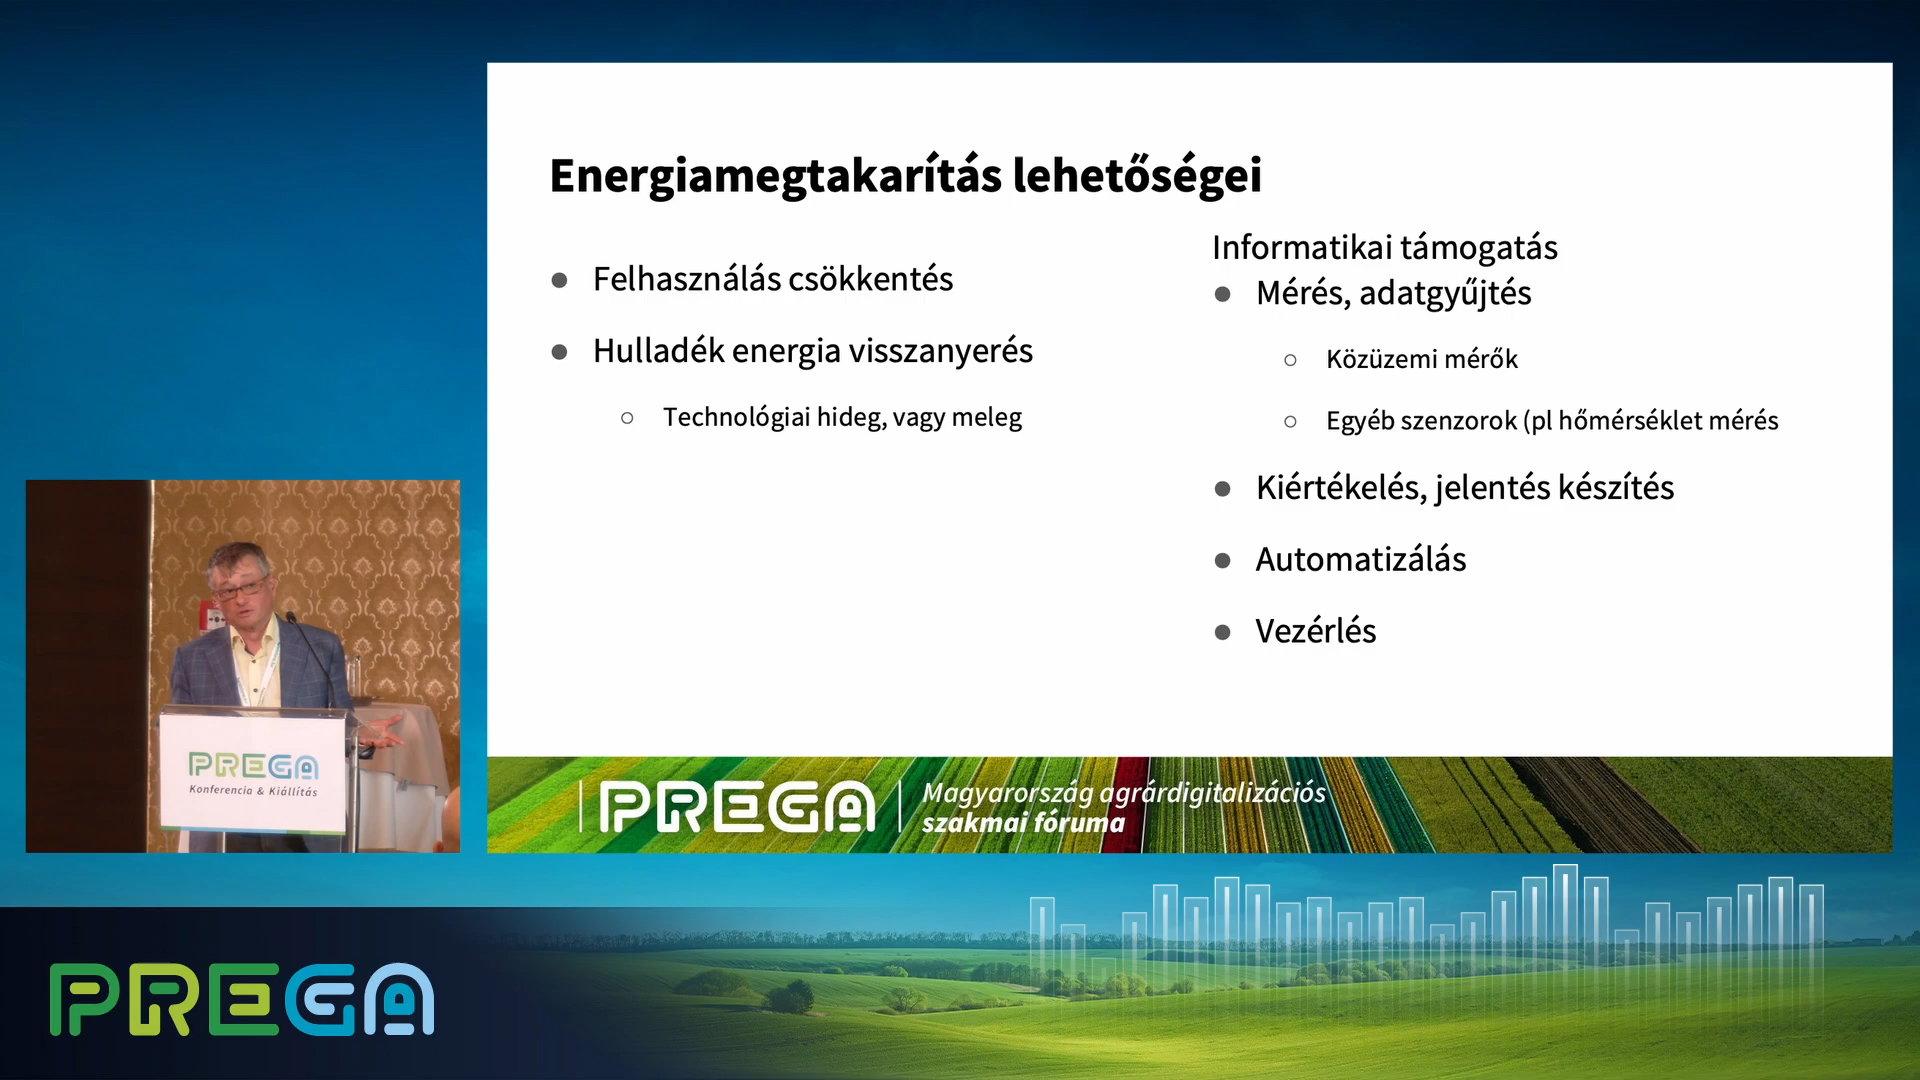 Energiamegtakarítás lehetőségei
● Felhasználás csökkentés
● Hulladék energia visszanyerés
○ Technológiai hideg, vagy meleg
Informatikai támogatás
● Mérés, adatgyűjtés
○ Közüzemi mérők
○ Egyéb szenzorok (pl hőmérséklet mérés
● Kiértékelés, jelentés készítés
● Automatizálás
● Vezérlés
PREGA
Konferencia & Kiállítás
PREGA
Magyarország agrárdigitalizációs
szakmai fóruma
PREGA